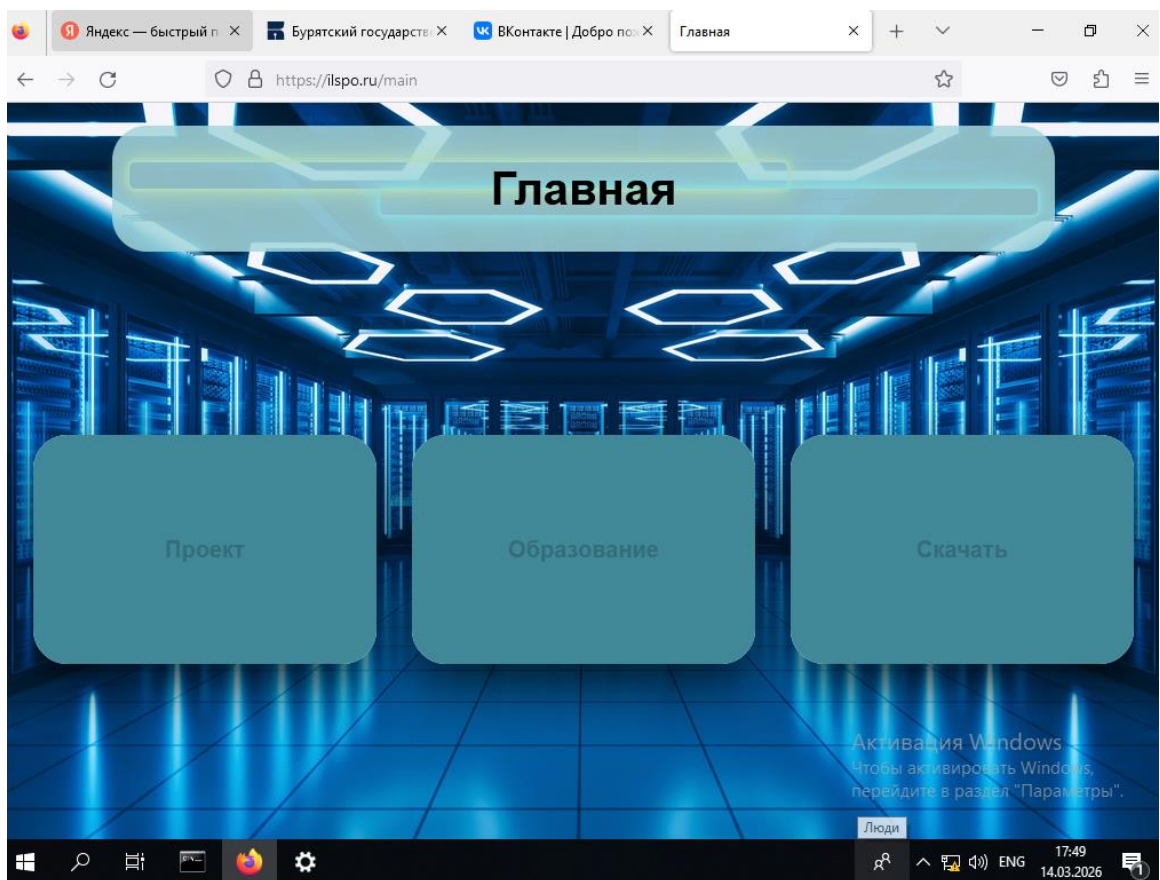 Яндекс — быстрый п
Бурятский государств
ВКонтакте | Добро пож
Главная
https://ilspo.ru/main
Главная
Проект
Образование
Скачать
Активация Windows
Чтобы активировать Windows,
перейдите в раздел "Параметры".
Люди
ENG
17:49
14.03.2026
1